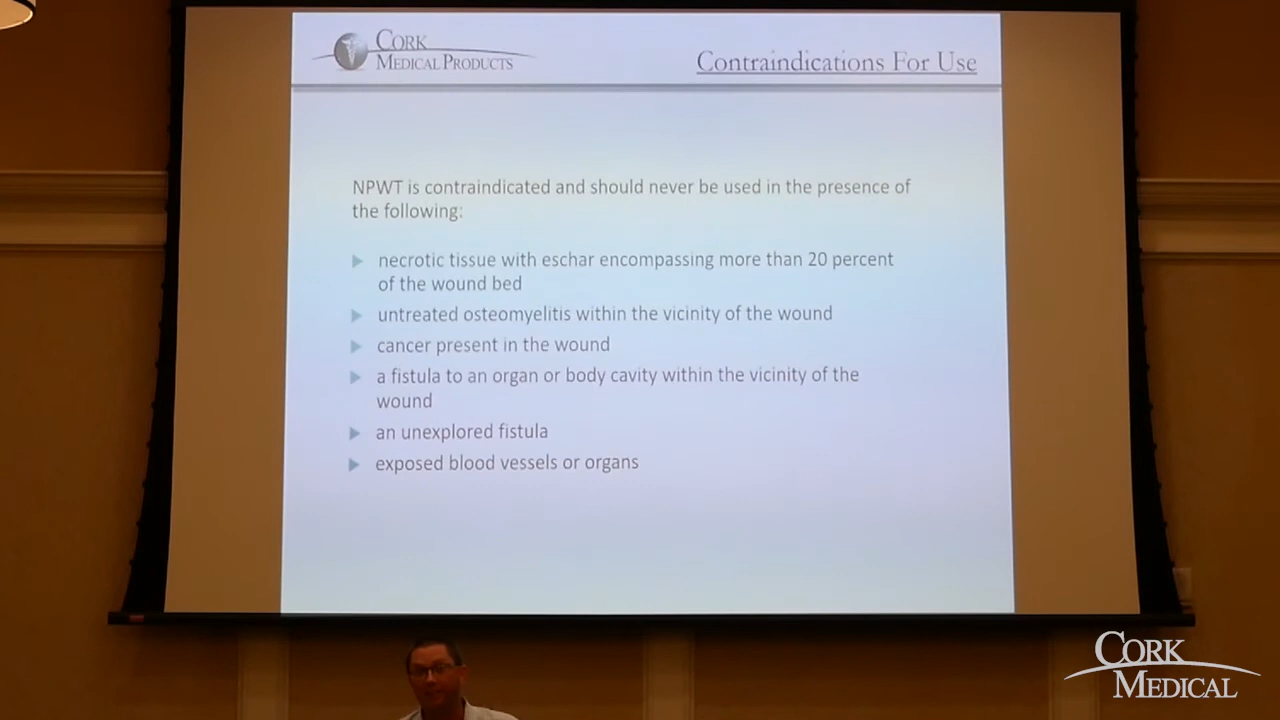 CORK
MEDICAL PRODUCTS
Contraindications For Use
NPWT is contraindicated and should never be used in the presence of
the following:
necrotic tissue with eschar encompassing more than 20 percent
of the wound bed
untreated osteomyelitis within the vicinity of the wound
cancer present in the wound
a fistula to an organ or body cavity within the vicinity of the
wound
an unexplored fistula
exposed blood vessels or organs
CORK
MEDICAL